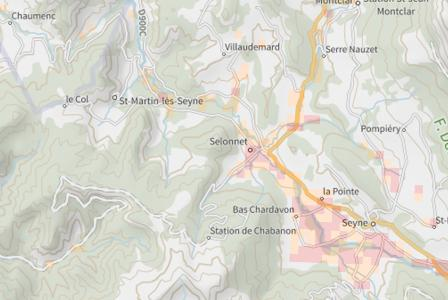 Montclar
Station St-Jean
Montclar
Chaumenc
D900C
Villaudemard
Serre Nauzet
le Col
St-Martin-lès-Seyne
Pompiéry
Selonnet
la Pointe
Bas Chardavon
Seyne
Station de Chabanon